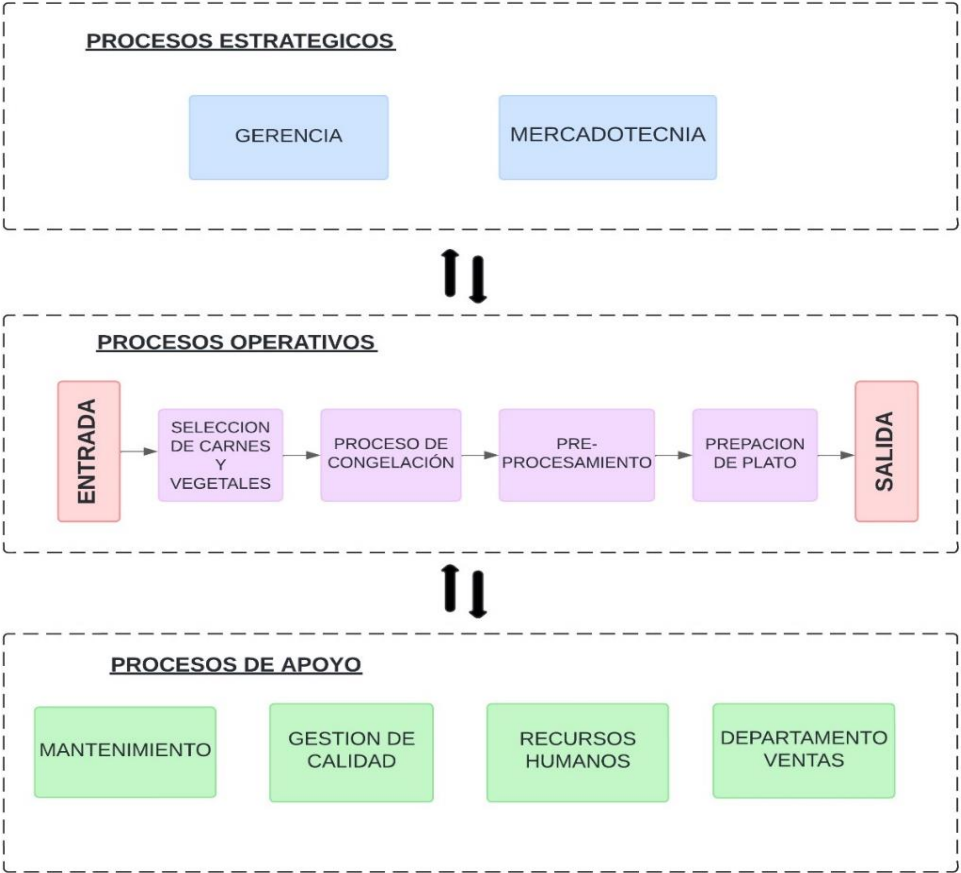 PROCESOS ESTRATEGICOS
GERENCIA
MERCADOTECNIA
PROCESOS OPERATIVOS
ENTRADA
SELECCION
DE CARNES
Y
VEGETALES
PROCESO DE
CONGELACIÓN
PRE-
PROCESAMIENTO
PREPACION
DE PLATO
SALIDA
PROCESOS DE APOYO
MANTENIMIENTO
GESTION DE
CALIDAD
RECURSOS
HUMANOS
DEPARTAMENTO
VENTAS